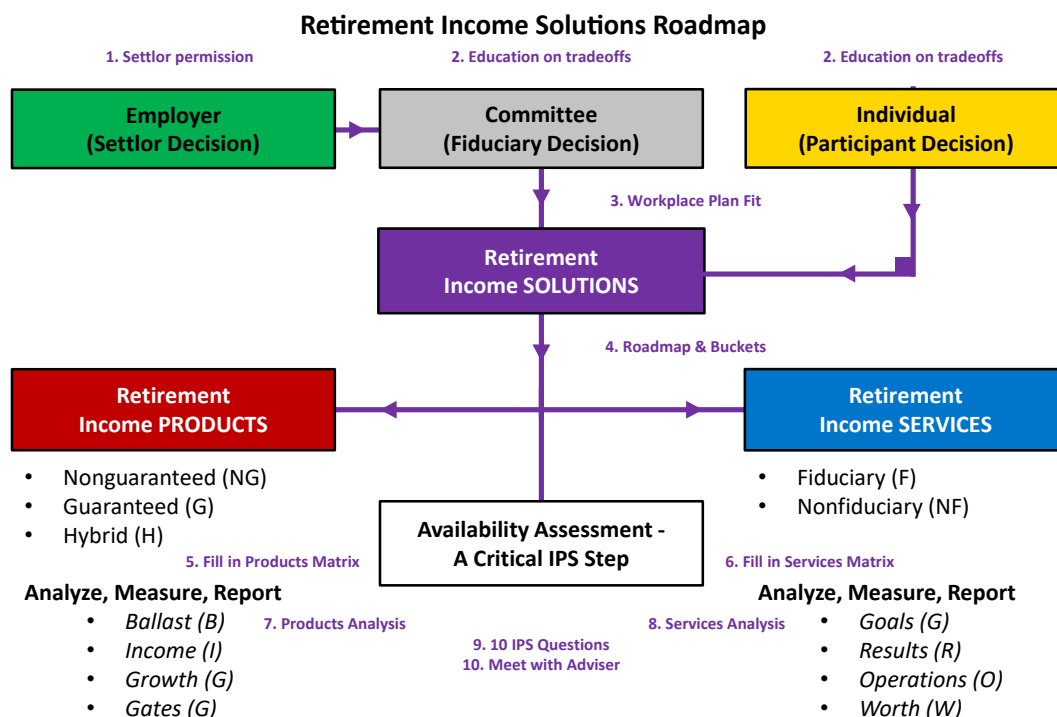 Retirement Income Solutions Roadmap
1. Settlor permission
2. Education on tradeoffs
2. Education on tradeoffs
Employer
(Settlor Decision)
Committee
(Fiduciary Decision)
Individual
(Participant Decision)
3. Workplace Plan Fit
Retirement
Income SOLUTIONS
4. Roadmap & Buckets
Retirement
Income PRODUCTS
Retirement
Income SERVICES
• Nonguaranteed (NG)
• Guaranteed (G)
• Hybrid (H)
• Fiduciary (F)
• Nonfiduciary (NF)
Availability Assessment -
A Critical IPS Step
5. Fill in Products Matrix
6. Fill in Services Matrix
Analyze, Measure, Report
• Ballast (B)
• Income (I)
• Growth (G)
• Gates (G)
7. Products Analysis
9. 10 IPS Questions
10. Meet with Adviser
8. Services Analysis
Analyze, Measure, Report
• Goals (G)
• Results (R)
• Operations (O)
• Worth (W)